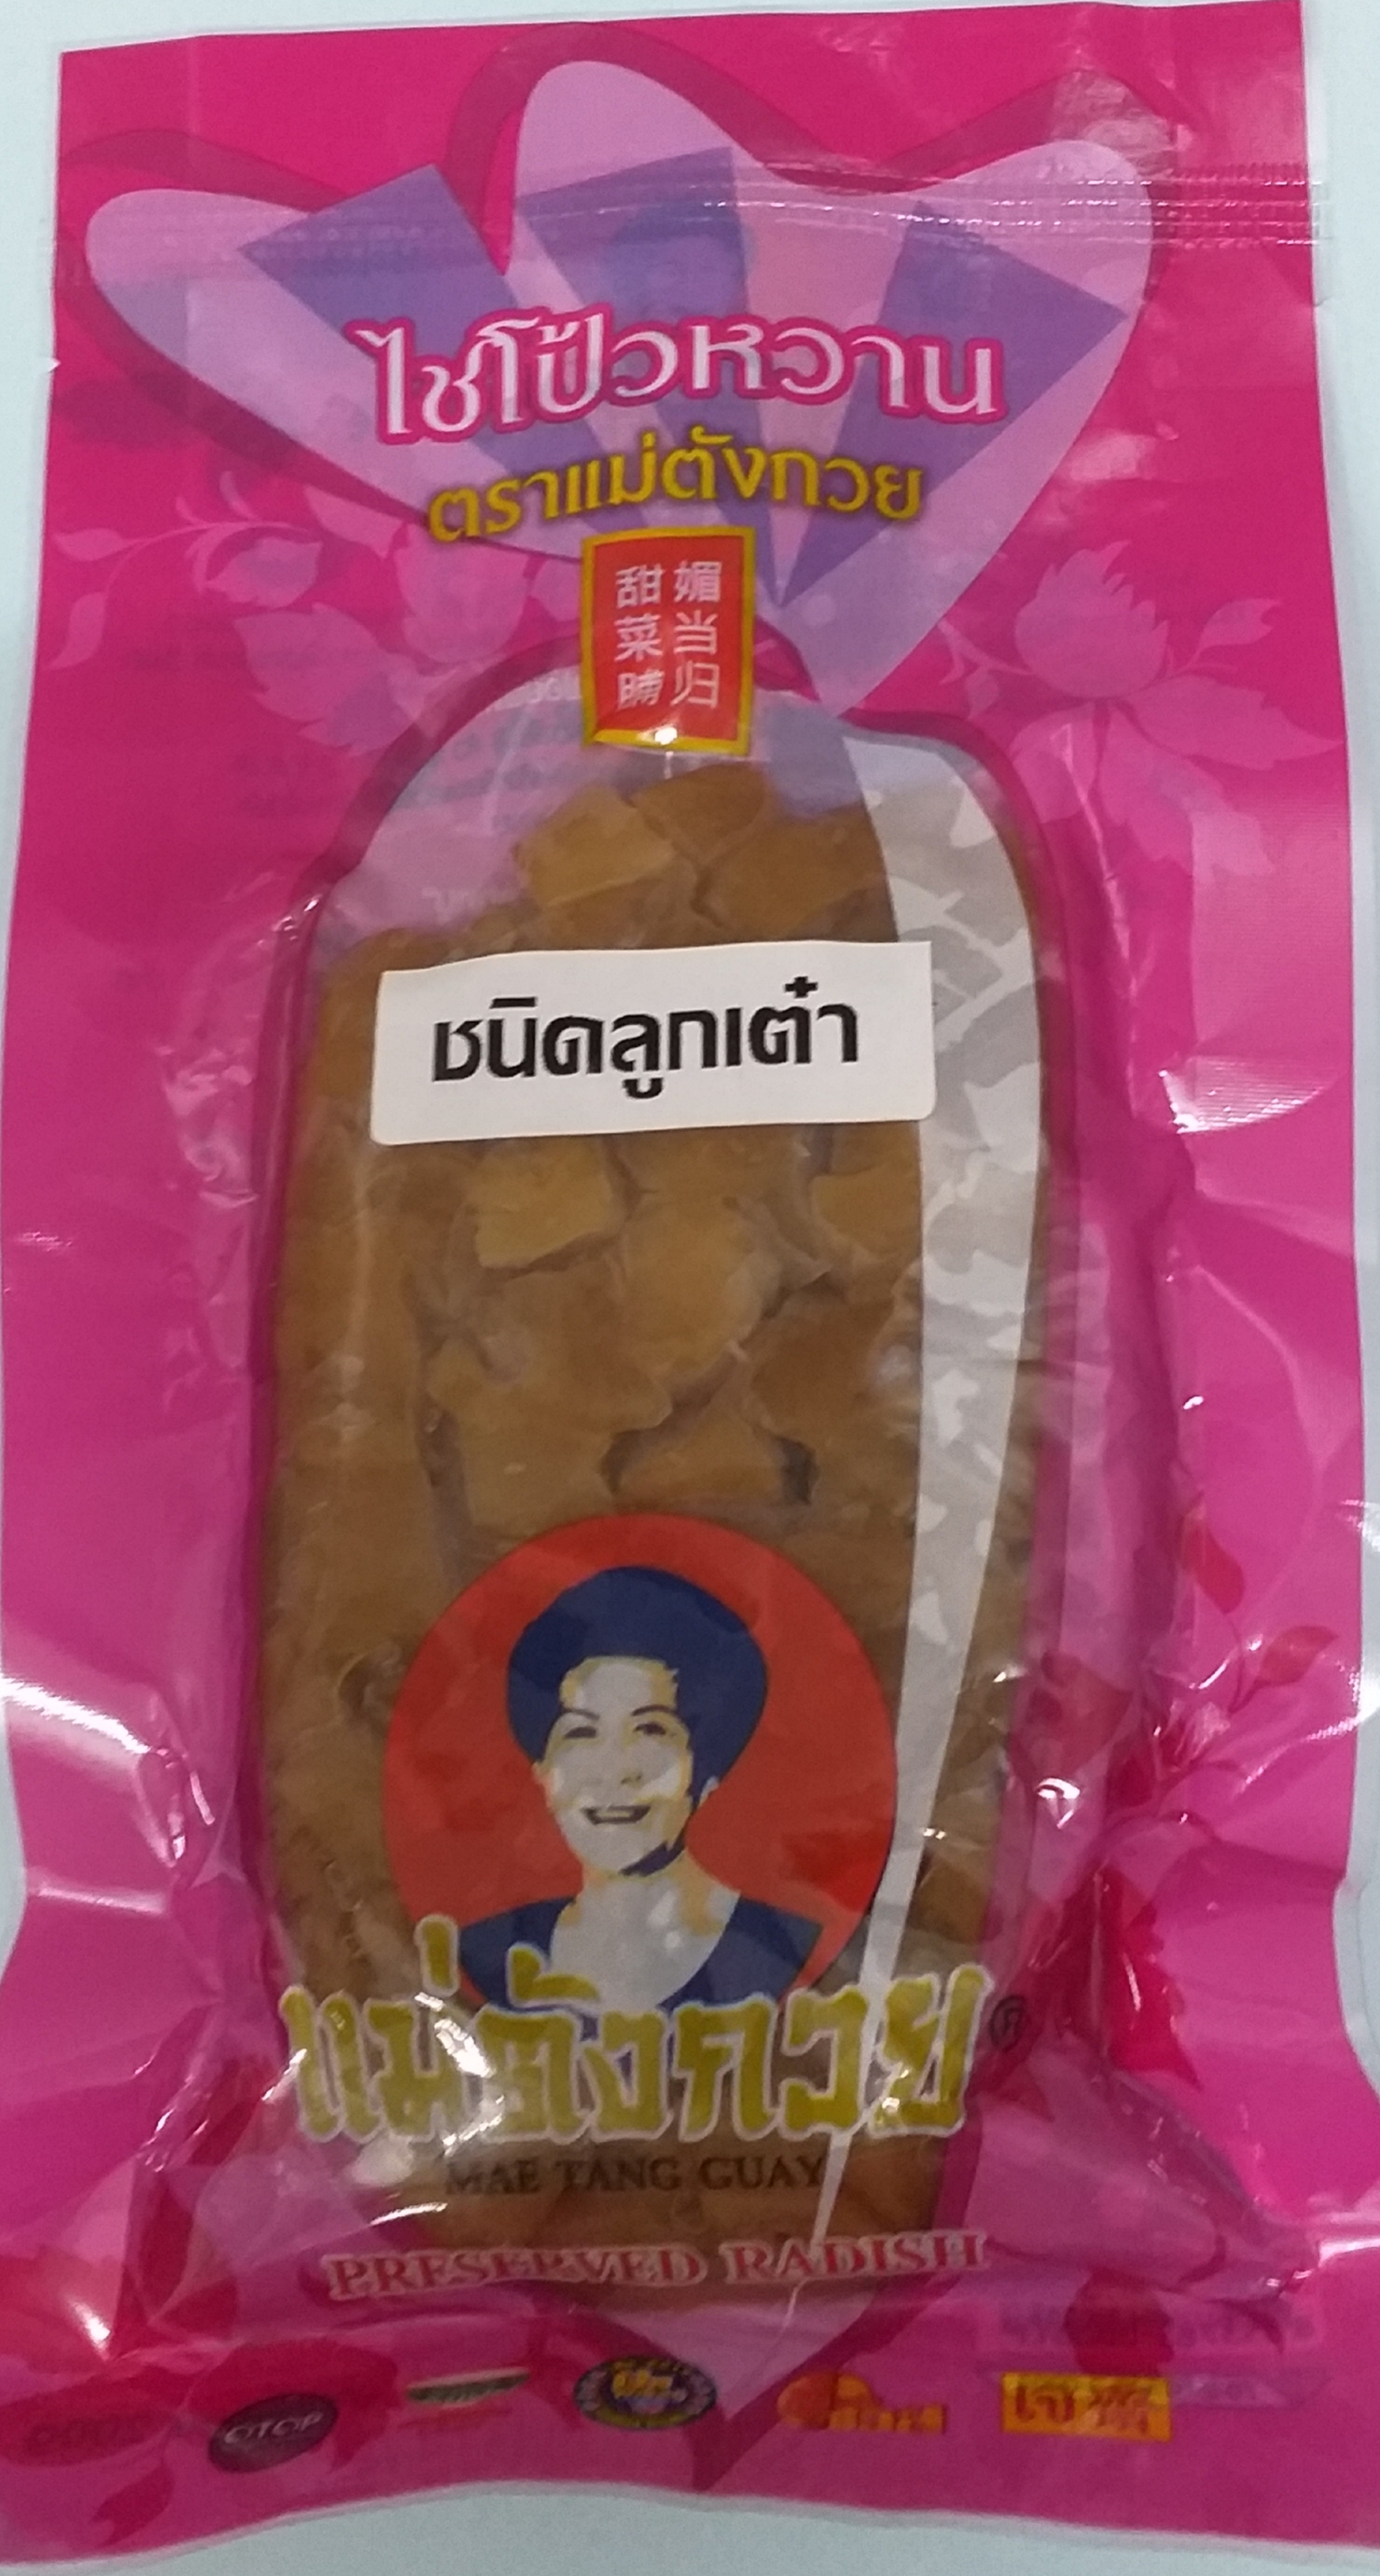 ไชโป๊วหวาน
ตราแม่ตังกวย
媚当归
甜菜脯
ชนิดลูกเต๋า
แม่ตังกวย®
MAE TANG GUAY
PRESERVED RADISH
OTOP